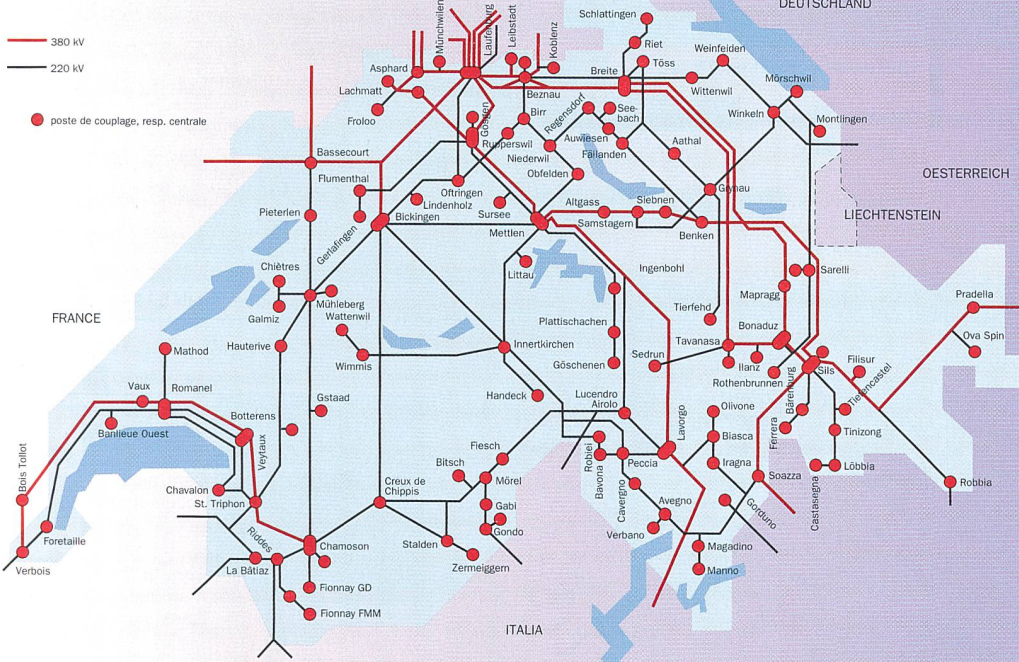 DEUTSCHLAND
380 kV
220 kV
poste de couplage, resp. centrale
Münchwilen
Laufenburg
Leibstadt
Koblenz
Schlattingen
Riet
Töss
Weinfelden
Asphard
Lachmatt
Froloo
Beznau
Breite
Wittenwil
Mörschwil
Winkeln
Montlingen
Birr
Regensdorf
See-
bach
Gösgen
Rupperswil
Niederwil
Auwiesen
Fällanden
Aathal
Obfelden
Grynau
Bassecourt
Flumenthal
Oftringen
Lindenholz
Sursee
Altgass
Siebnen
Samstagern
Benken
OESTERREICH
LIECHTENSTEIN
Pieterlen
Gerlafingen
Bickingen
Mettlen
Littau
Ingenbohl
Sarelli
Mapragg
Chiètres
Galmiz
Mühleberg
Wattenwil
Wimmis
Innertkirchen
Plattischachen
Göschenen
Tierfehd
Tavanasa
Bonaduz
Pradella
Ova Spin
FRANCE
Mathod
Hauterive
Sedrun
Ilanz
Rothenbrunnen
Sils
Filisur
Vaux
Romanel
Gstaad
Handeck
Lucendro
Airolo
Olivone
Bärenburg
Ferrera
Tiefencastel
Banlieue Ouest
Botterens
Veytaux
Fiesch
Lavorgo
Biasca
Tinizong
Bois Tollot
Chavalon
St. Triphon
Creux de
Chippis
Bitsch
Mörel
Robiei
Bavona
Peccia
Iragna
Soazza
Castasegna
Löbbia
Robbia
Foretaille
Verbois
Riddes
Chamoson
Gabi
Gondo
Cavergno
Avegno
Verbano
Gorduno
La Bâtiaz
Stalden
Zermeiggern
Magadino
Manno
Fionnay GD
Fionnay FMM
ITALIA